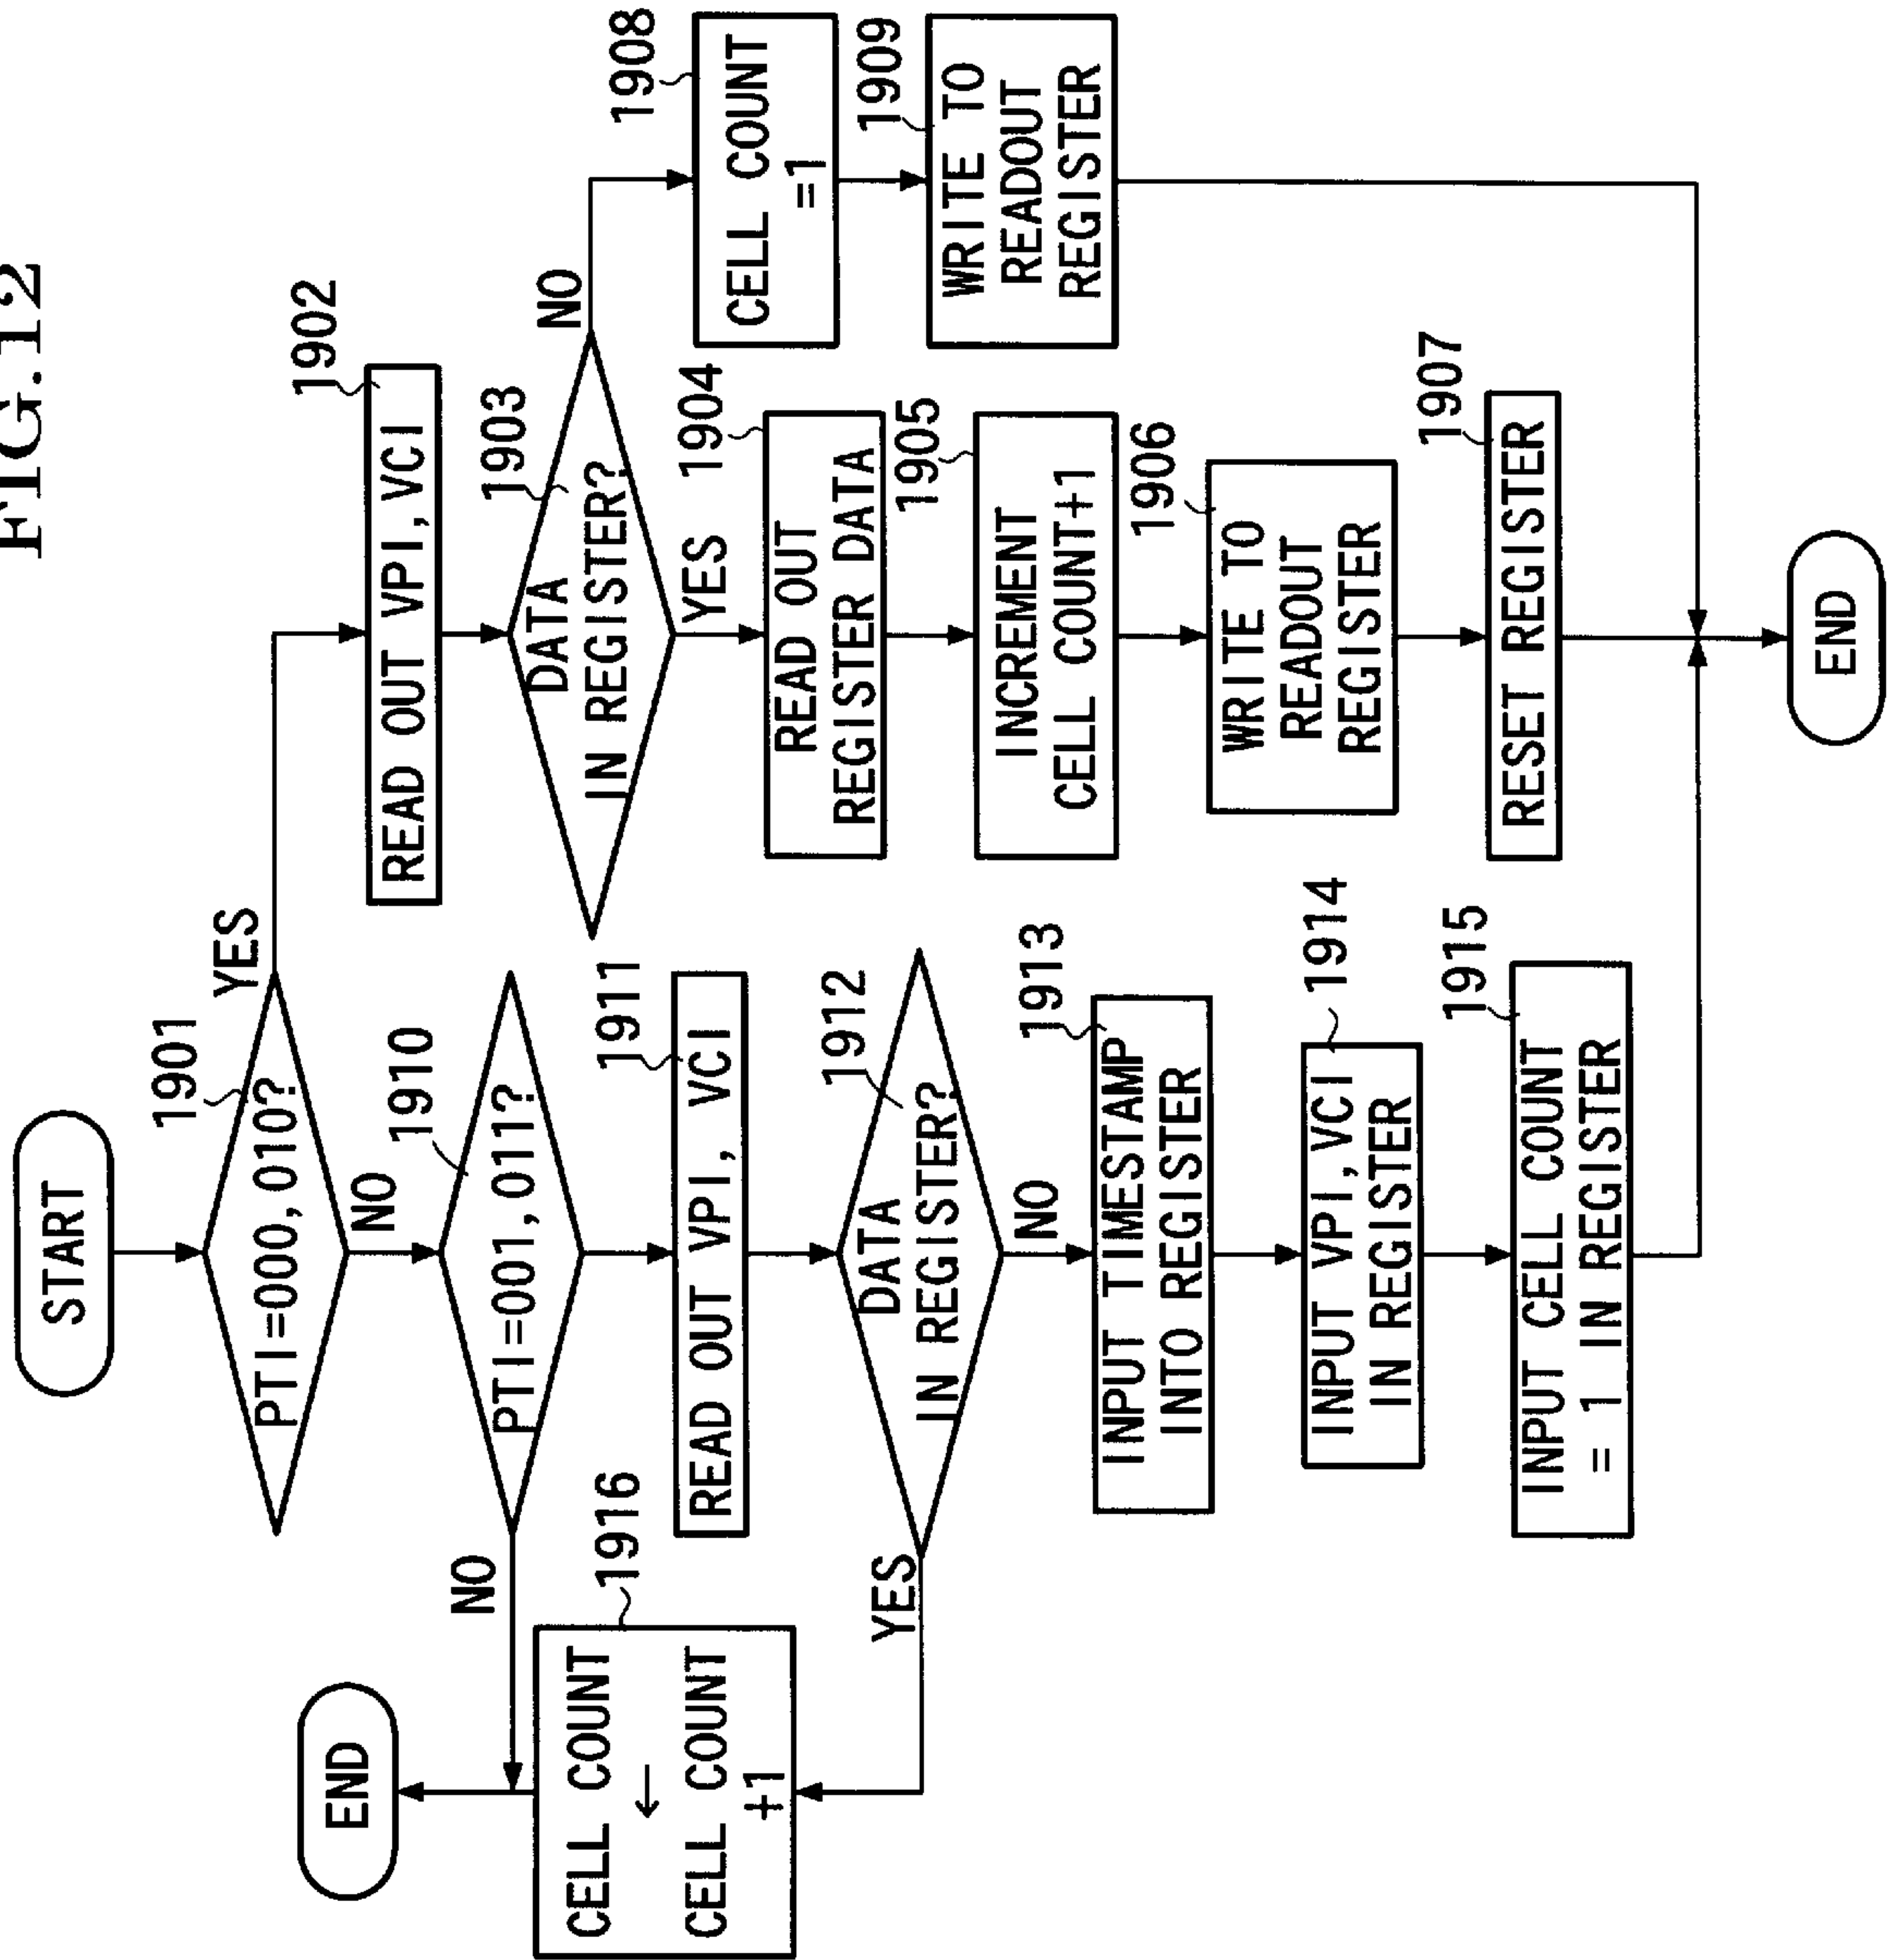 FIG.12
START
1901
PTI=000,010?
YES
NO
1902
READ OUT VPI,VCI
1903
DATA
IN REGISTER?
NO
YES
1904
READ OUT
REGISTER DATA
1905
INCREMENT
CELL COUNT+1
1906
WRITE TO
READOUT
REGISTER
1907
RESET REGISTER
1908
CELL COUNT
=1
1909
WRITE TO
READOUT
REGISTER
1910
PTI=001,011?
NO
1911
READ OUT VPI, VCI
1912
DATA
IN REGISTER?
YES
NO
1913
INPUT TIMESTAMP
INTO REGISTER
1914
INPUT VPI,VCI
IN REGISTER
1915
INPUT CELL COUNT
= 1 IN REGISTER
1916
CELL COUNT
←
CELL COUNT
+1
END
END